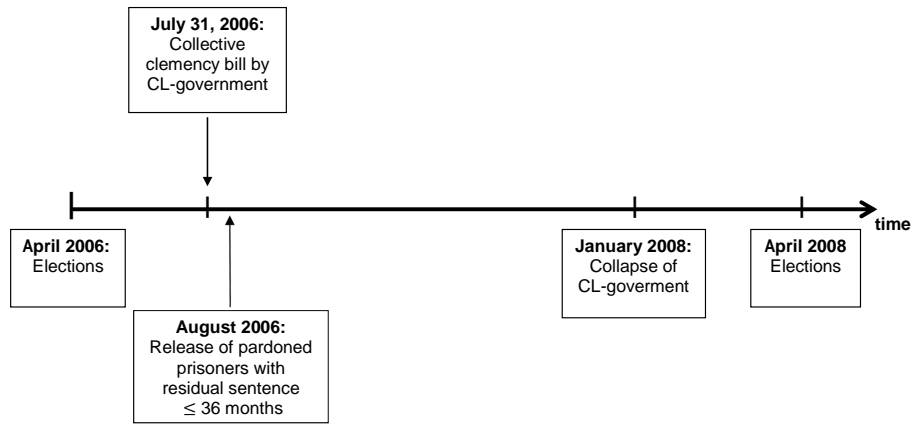 July 31, 2006:
Collective
clemency bill by
CL-government
time
April 2006:
Elections
January 2008:
Collapse of
CL-goverment
April 2008
Elections
August 2006:
Release of pardoned
prisoners with
residual sentence
≤ 36 months